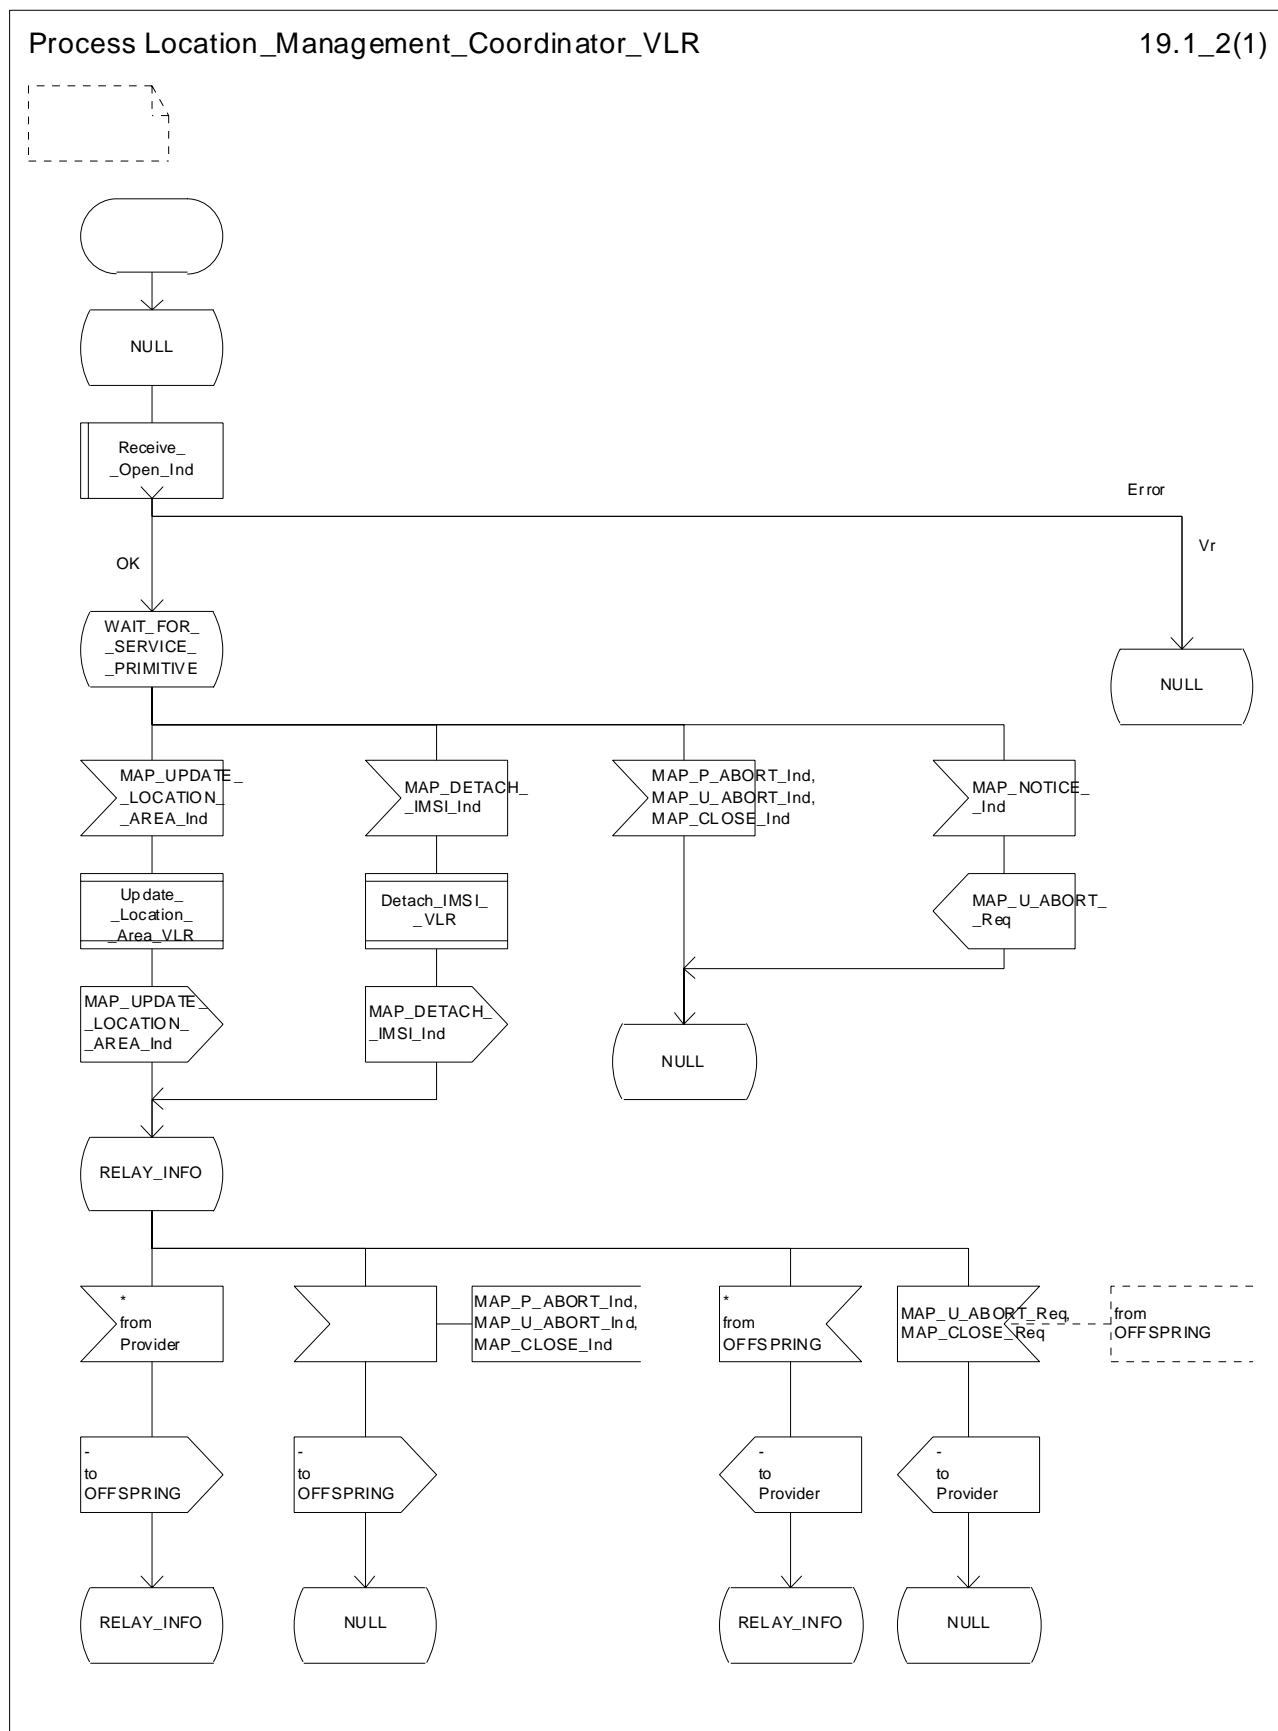 Process Location_Management_Coordinator_VLR
19.1_2(1)
NULL
Receive_
_Open_Ind
Error
OK
Vr
WAIT_FOR_
_SERVICE_
_PRIMITIVE
NULL
MAP_UPDATE_
_LOCATION_
_AREA_Ind
MAP_DETACH_
_IMSI_Ind
MAP_P_ABORT_Ind,
MAP_U_ABORT_Ind,
MAP_CLOSE_Ind
MAP_NOTICE_
_Ind
Update_
_Location_
_Area_VLR
Detach_IMSI_
_VLR
MAP_U_ABORT_
_Req
MAP_UPDATE_
_LOCATION_
_AREA_Ind
MAP_DETACH_
_IMSI_Ind
NULL
RELAY_INFO
*
from
Provider
MAP_P_ABORT_Ind,
MAP_U_ABORT_Ind,
MAP_CLOSE_Ind
*
from
OFFSPRING
MAP_U_ABORT_Req,
MAP_CLOSE_Req
from
OFFSPRING
-
to
OFFSPRING
-
to
OFFSPRING
-
to
Provider
-
to
Provider
RELAY_INFO
NULL
RELAY_INFO
NULL